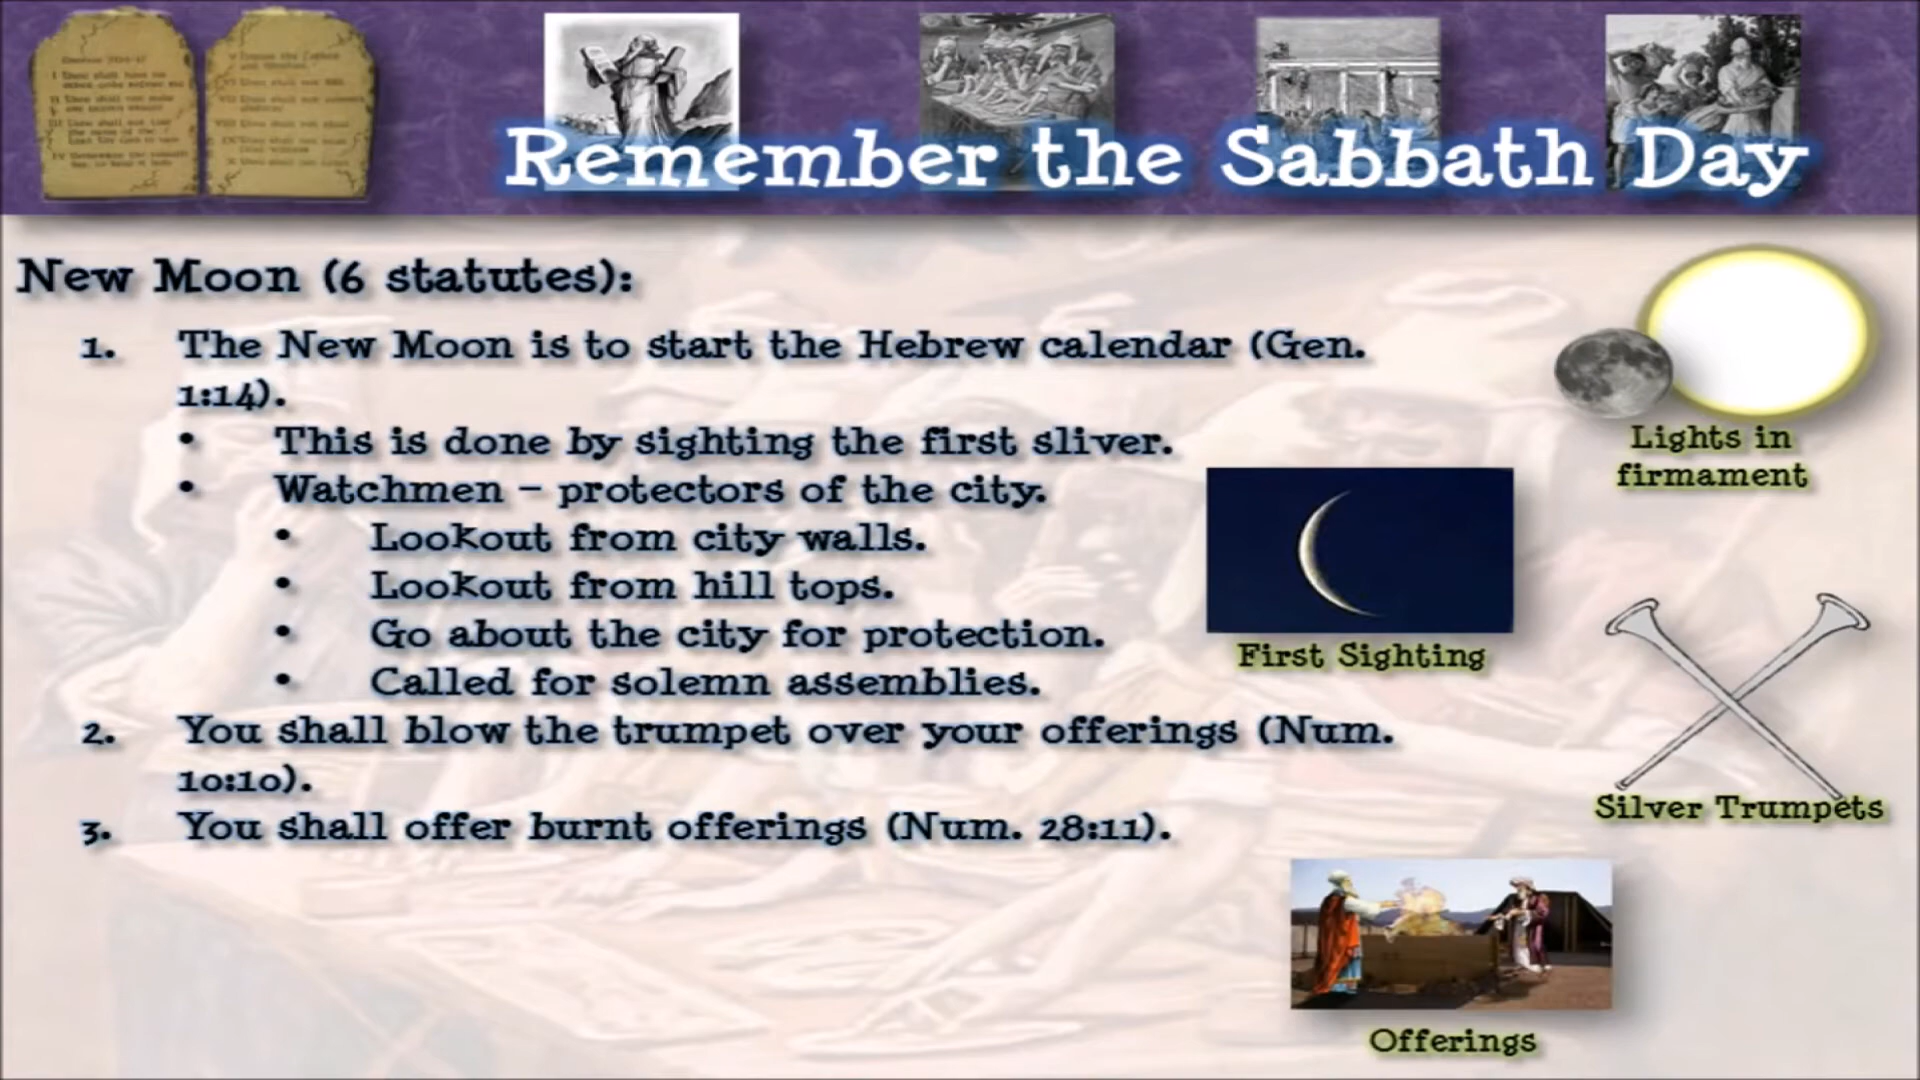 Remember the Sabbath Day
New Moon (6 statutes):
1. The New Moon is to start the Hebrew calendar (Gen.
1:14).
• This is done by sighting the first sliver.
• Watchmen – protectors of the city.
• Lookout from city walls.
• Lookout from hill tops.
• Go about the city for protection.
• Called for solemn assemblies.
2. You shall blow the trumpet over your offerings (Num.
10:10).
3. You shall offer burnt offerings (Num. 28:11).
Lights in
firmament
First Sighting
Silver Trumpets
Offerings